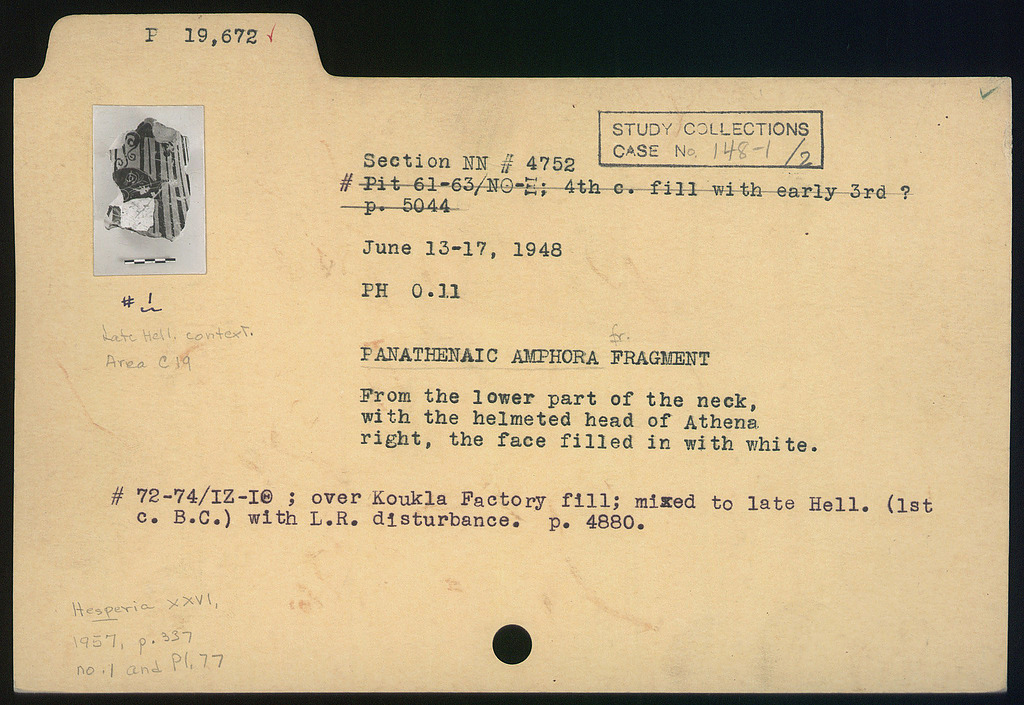 P 19,672 ✓
STUDY COLLECTIONS
CASE No. 148-1/2
Section NN # 4752
# Pit 61-63/ΝΘ-Ξ; 4th c. fill with early 3rd ?
p. 5044
June 13-17, 1948
PH 0.11
# 1
Late Hell. context.
Area C 19
fr.
PANATHENAIC AMPHORA FRAGMENT
From the lower part of the neck,
with the helmeted head of Athena
right, the face filled in with white.
# 72-74/ΙΖ-ΙΘ ; over Koukla Factory fill; mixed to late Hell. (1st
c. B.C.) with L.R. disturbance. p. 4880.
Hesperia XXVI,
1957, p. 337
no. 1 and Pl. 77